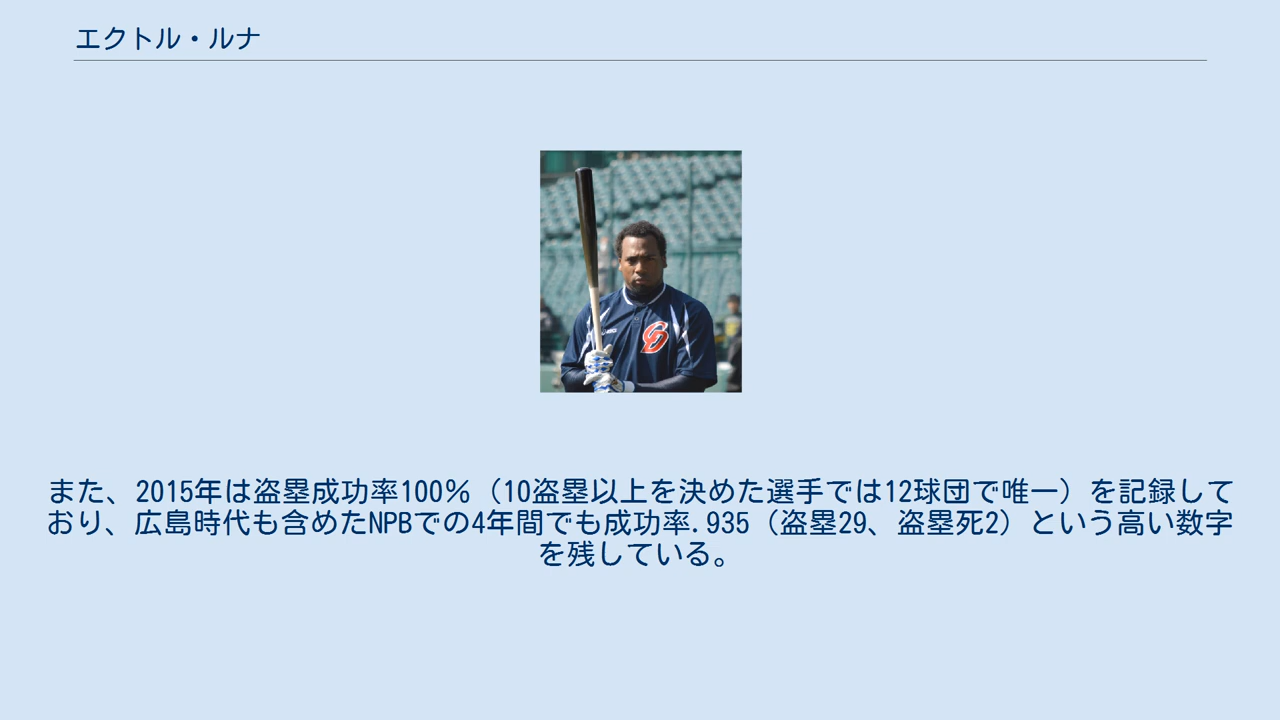 エクトル・ルナ
また、2015年は盗塁成功率100％（10盗塁以上を決めた選手では12球団で唯一）を記録して
おり、広島時代も含めたNPBでの4年間でも成功率.935（盗塁29、盗塁死2）という高い数字
を残している。